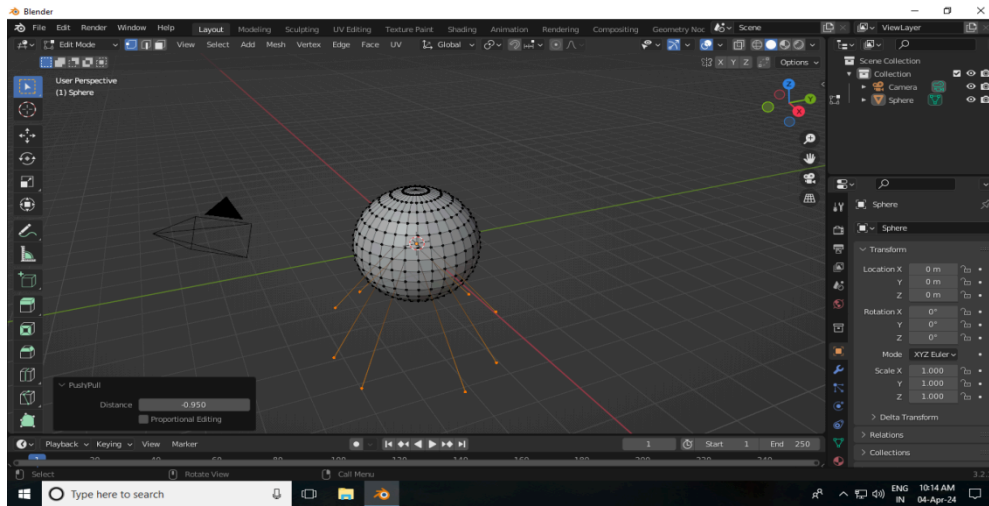 Blender
File Edit Render Window Help Layout Modeling Sculpting UV Editing Texture Paint Shading Animation Rendering Compositing Geometry Noc Scene ViewLayer
Edit Mode View Select Add Mesh Vertex Edge Face UV Global
X Y Z Options
User Perspective
(1) Sphere
Scene Collection
Collection
Camera
Sphere
Z
Y
X
Sphere
Sphere
Transform
Location X 0 m
Y 0 m
Z 0 m
Rotation X 0°
Y 0°
Z 0°
Mode XYZ Euler
Scale X 1.000
Y 1.000
Z 1.000
Delta Transform
Relations
Collections
Push/Pull
Distance -0.950
Proportional Editing
Playback Keying View Marker 1 Start 1 End 250
Select Rotate View Call Menu 3.2
Type here to search
ENG 10:14 AM
IN 04-Apr-24